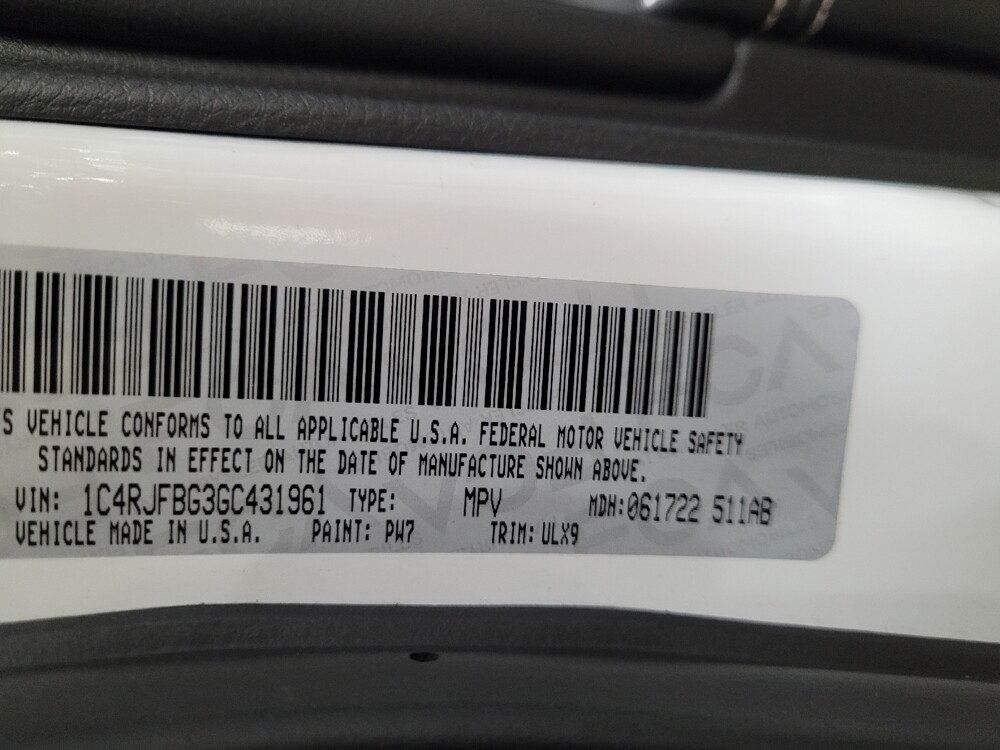 S VEHICLE CONFORMS TO ALL APPLICABLE U.S.A. FEDERAL MOTOR VEHICLE SAFETY
STANDARDS IN EFFECT ON THE DATE OF MANUFACTURE SHOWN ABOVE.
VIN: 1C4RJFBG3GC431961 TYPE: MPV MDH:061722 511AB
VEHICLE MADE IN U.S.A. PAINT: PW7 TRIM: ULX9